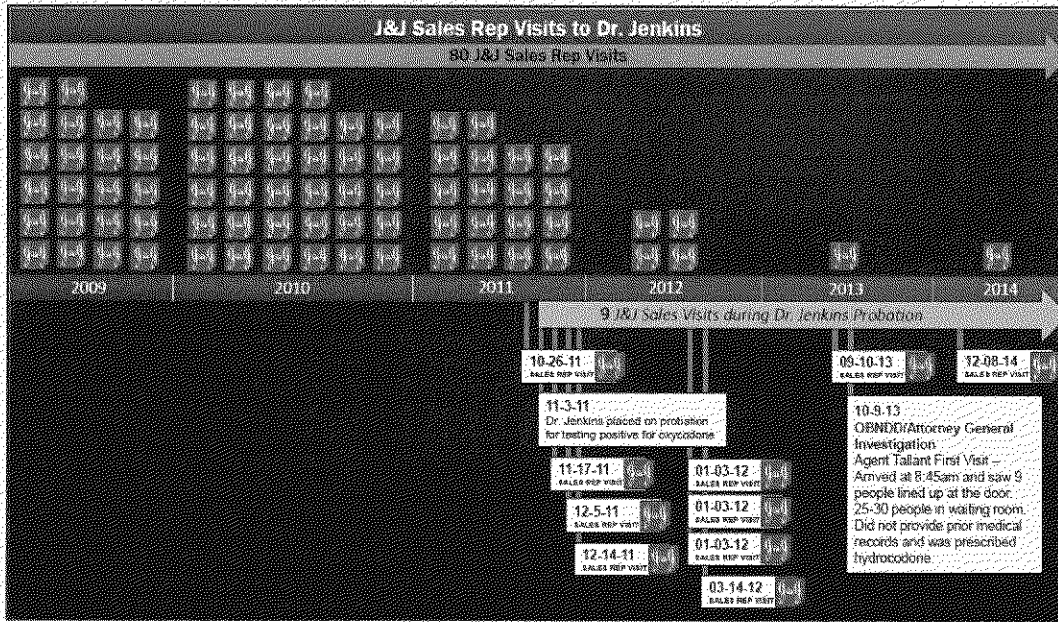 J&J Sales Rep Visits to Dr. Jenkins
80 J&J Sales Rep Visits
2009 2010 2011 2012 2013 2014
9 J&J Sales Visits during Dr. Jenkins Probation
10-26-11
SALES REP VISIT
09-10-13
SALES REP VISIT
12-08-14
SALES REP VISIT
11-3-11
Dr. Jenkins placed on probation
for testing positive for oxycodone
10-9-13
OBNDD/Attorney General
Investigation
Agent Tallant First Visit –
Arrived at 8:45am and saw 9
people lined up at the door.
25-30 people in waiting room.
Did not provide prior medical
records and was prescribed
hydrocodone.
11-17-11
SALES REP VISIT
12-5-11
SALES REP VISIT
12-14-11
SALES REP VISIT
01-03-12
SALES REP VISIT
01-03-12
SALES REP VISIT
01-03-12
SALES REP VISIT
03-14-12
SALES REP VISIT